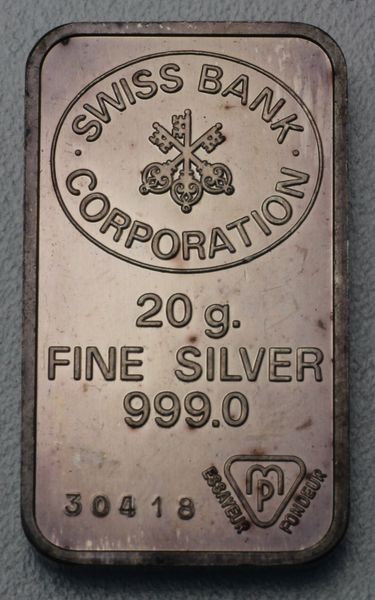 · SWISS BANK ·
CORPORATION
20 g.
FINE SILVER
999.0
30418
MP
ESSAYEUR FONDEUR